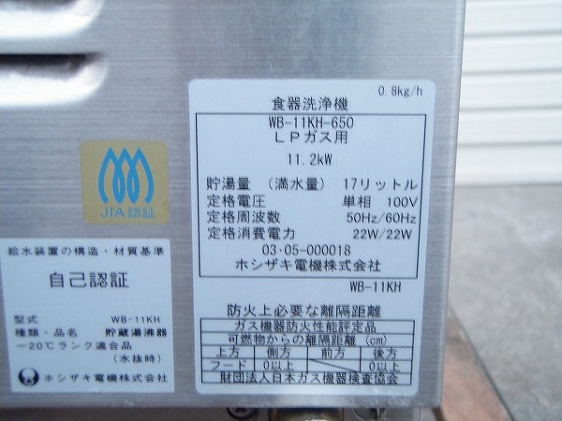 0.8kg/h
食器洗浄機
WB-11KH-650
LPガス用
11.2kW
貯湯量 (満水量) 17リットル
定格電圧 単相 100V
定格周波数 50Hz/60Hz
定格消費電力 22W/22W
03・05-000018
ホシザキ電機株式会社
WB-11KH
JIA認証
給水装置の構造・材質基準
自己認証
型式 WB-11KH
種類・品名 貯蔵湯沸器
-20℃ランク適合品
(水抜時)
ホシザキ電機株式会社
防火上必要な離隔距離
ガス機器防火性能評定品
可燃物からの離隔距離 (cm)
上方 側方 前方 後方
フード 0以上 0以上
財団法人日本ガス機器検査協会